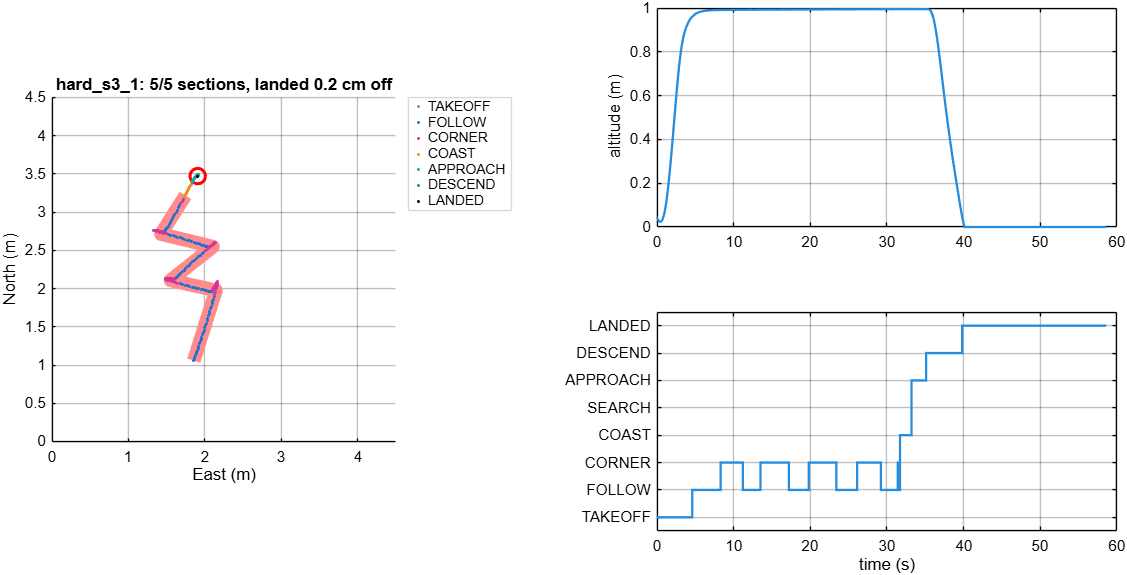 hard_s3_1: 5/5 sections, landed 0.2 cm off
4.5
4
3.5
3
2.5
2
1.5
1
0.5
0
0 1 2 3 4
East (m)
North (m)
TAKEOFF
FOLLOW
CORNER
COAST
APPROACH
DESCEND
LANDED
1
0.8
0.6
0.4
0.2
0
0 10 20 30 40 50 60
altitude (m)
LANDED
DESCEND
APPROACH
SEARCH
COAST
CORNER
FOLLOW
TAKEOFF
0 10 20 30 40 50 60
time (s)